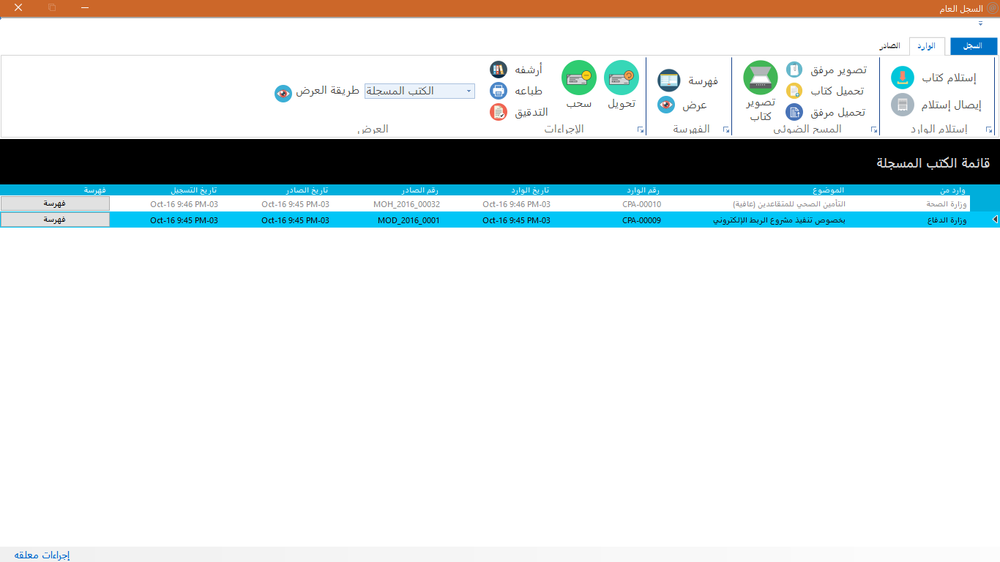 السجل العام
السجل
الوارد
الصادر
إستلام كتاب
إيصال إستلام
إستلام الوارد
تصوير كتاب
تصوير مرفق
تحميل كتاب
تحميل مرفق
المسح الضوئي
فهرسة
عرض
الفهرسة
تحويل
سحب
أرشفه
طباعه
التدقيق
الإجراءات
الكتب المسجلة
طريقة العرض
العرض
قائمة الكتب المسجلة
وارد من الموضوع رقم الوارد تاريخ الوارد رقم الصادر تاريخ الصادر تاريخ التسجيل فهرسة
وزارة الصحة التأمين الصحي للمتقاعدين (عافية) CPA-00010 Oct-16 9:46 PM-03 MOH_2016_00032 Oct-16 9:45 PM-03 Oct-16 9:46 PM-03 فهرسة
وزارة الدفاع بخصوص تنفيذ مشروع الربط الإلكتروني CPA-00009 Oct-16 9:45 PM-03 MOD_2016_0001 Oct-16 9:45 PM-03 Oct-16 9:45 PM-03 فهرسة
إجراءات معلقه